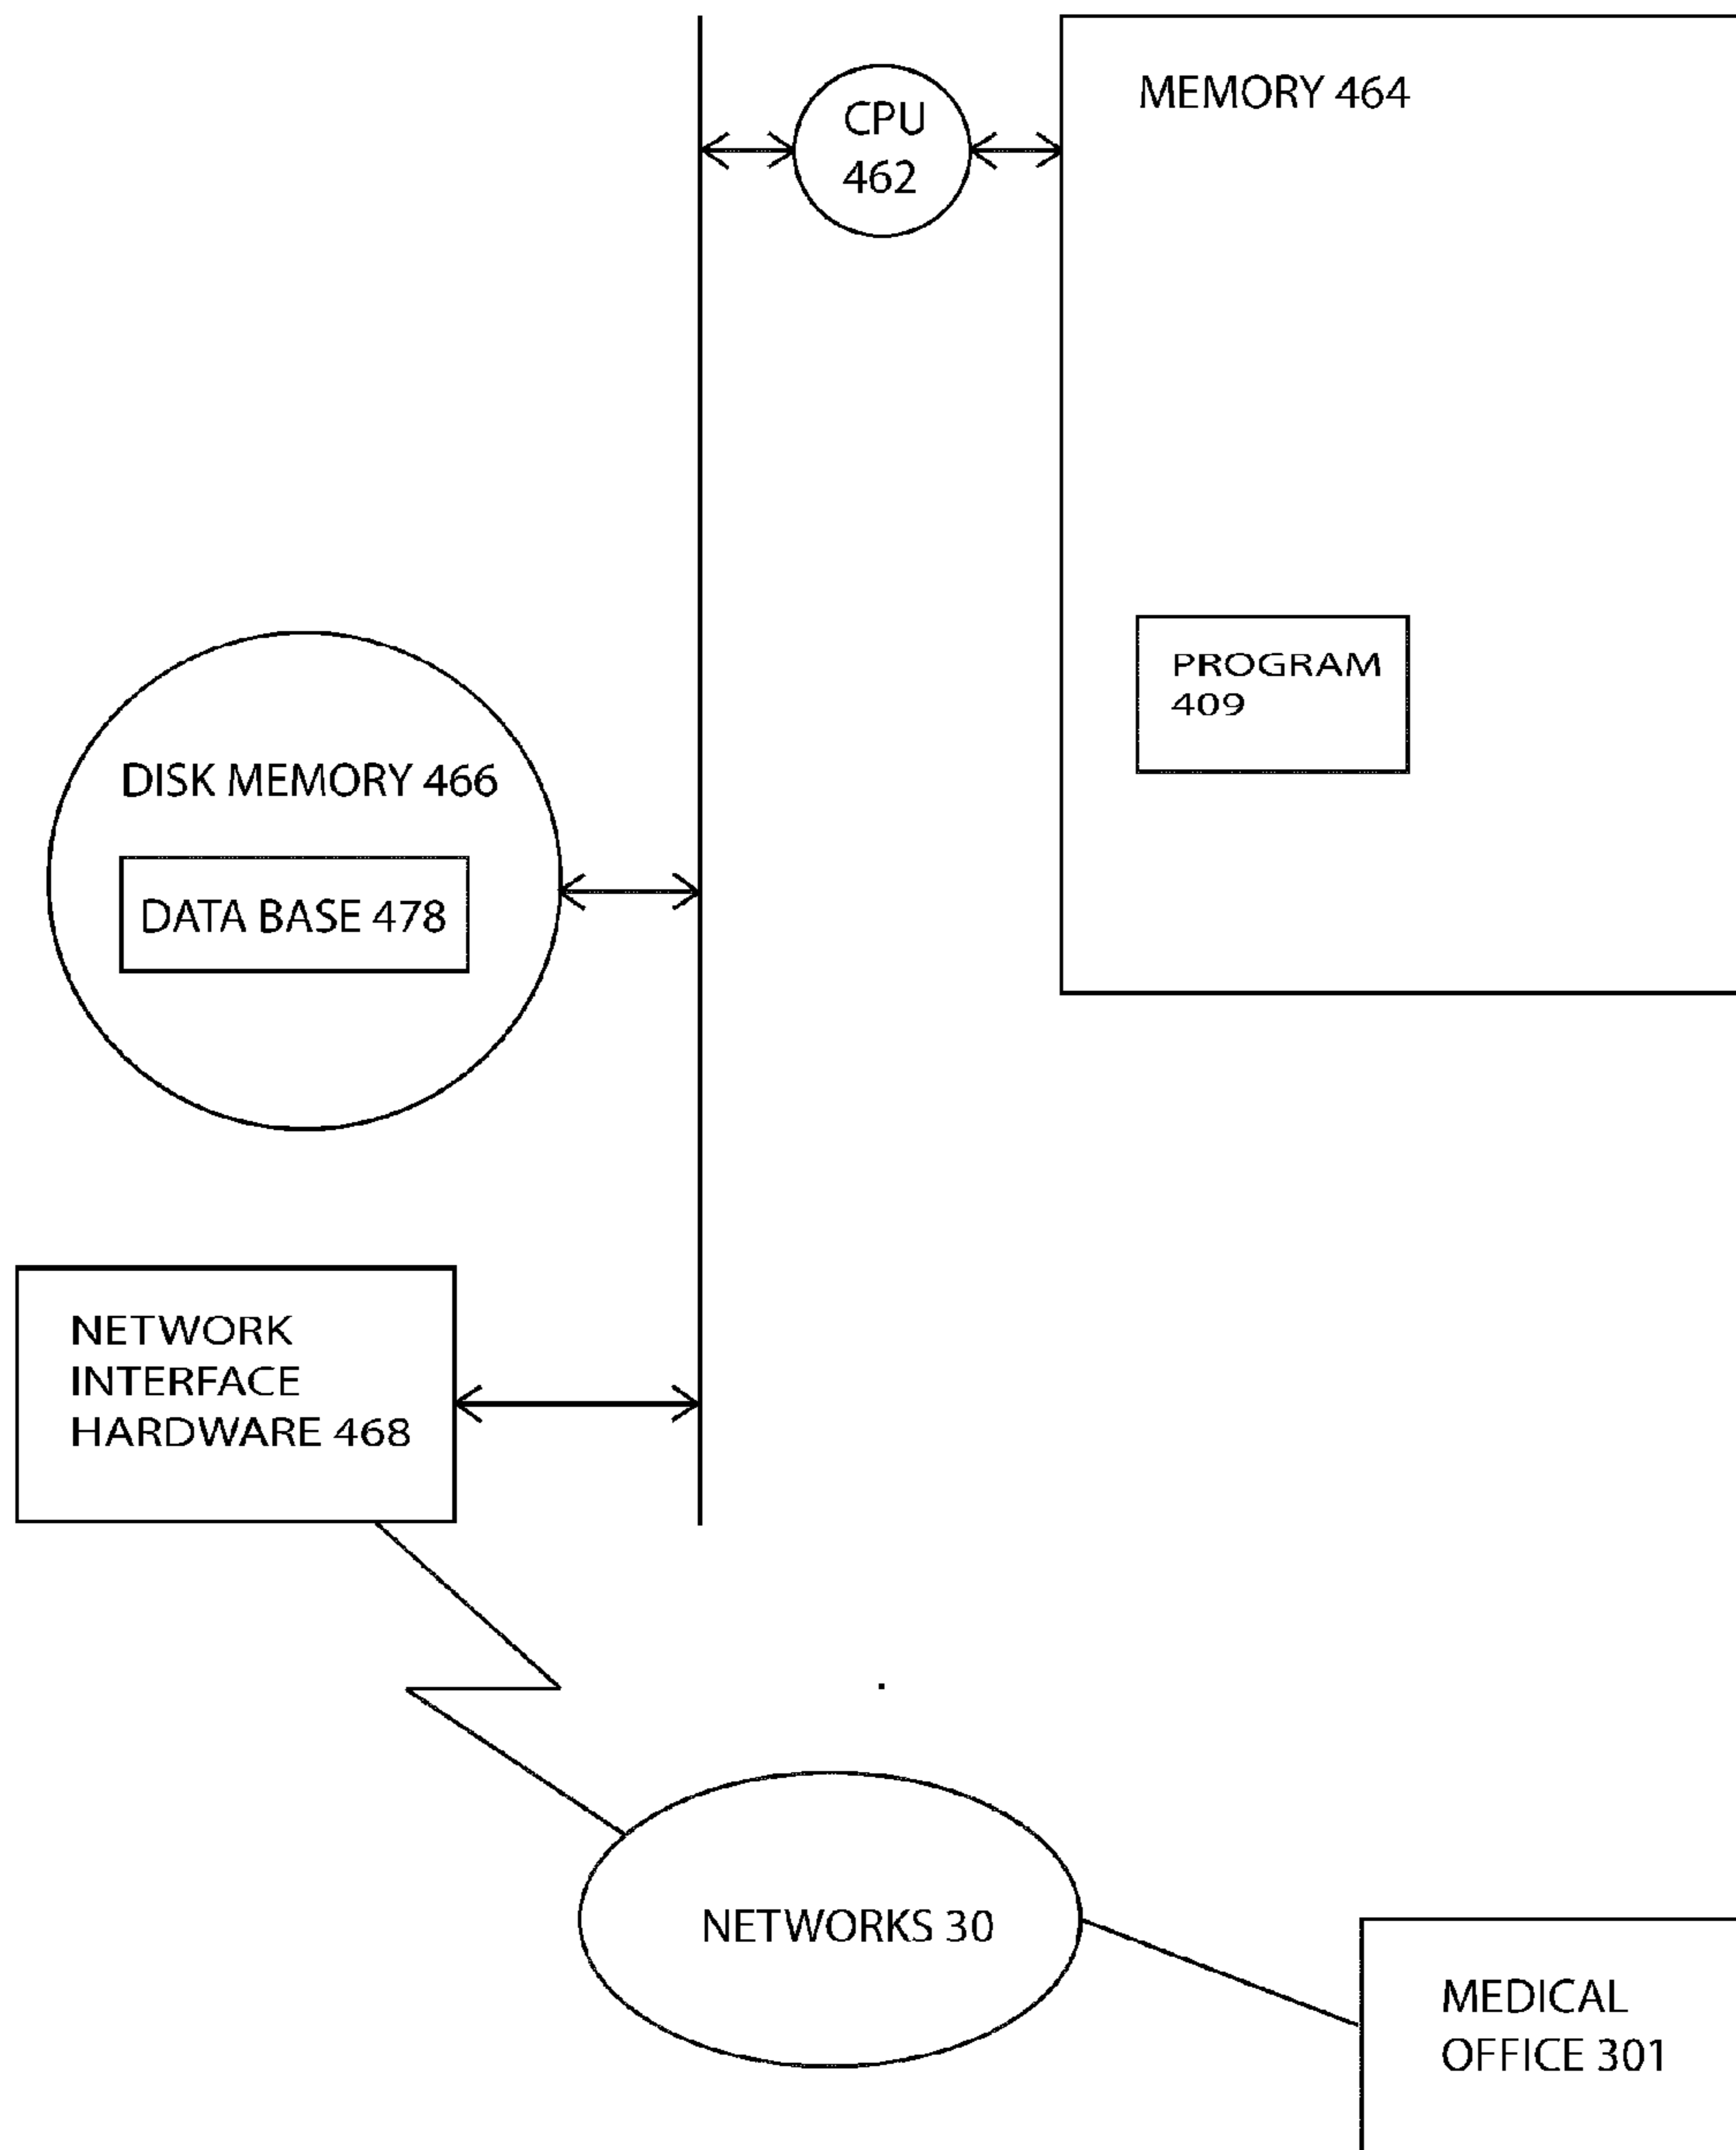 CPU
462
MEMORY 464
PROGRAM
409
DISK MEMORY 466
DATA BASE 478
NETWORK
INTERFACE
HARDWARE 468
NETWORKS 30
MEDICAL
OFFICE 301